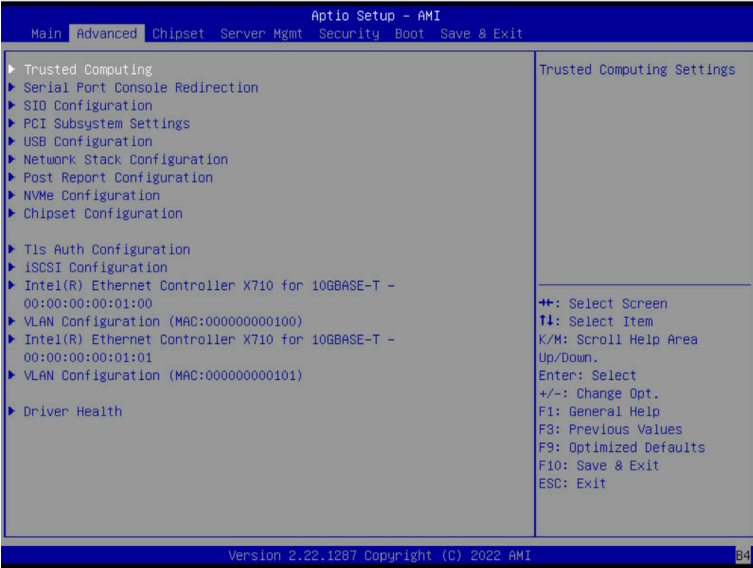 Aptio Setup – AMI
Main Advanced Chipset Server Mgmt Security Boot Save & Exit
Trusted Computing
Serial Port Console Redirection
SIO Configuration
PCI Subsystem Settings
USB Configuration
Network Stack Configuration
Post Report Configuration
NVMe Configuration
Chipset Configuration
Tls Auth Configuration
iSCSI Configuration
Intel(R) Ethernet Controller X710 for 10GBASE-T –
00:00:00:00:01:00
VLAN Configuration (MAC:000000000100)
Intel(R) Ethernet Controller X710 for 10GBASE-T –
00:00:00:00:01:01
VLAN Configuration (MAC:000000000101)
Driver Health
Trusted Computing Settings
→←: Select Screen
↑↓: Select Item
K/M: Scroll Help Area
Up/Down.
Enter: Select
+/-: Change Opt.
F1: General Help
F3: Previous Values
F9: Optimized Defaults
F10: Save & Exit
ESC: Exit
Version 2.22.1287 Copyright (C) 2022 AMI
B4